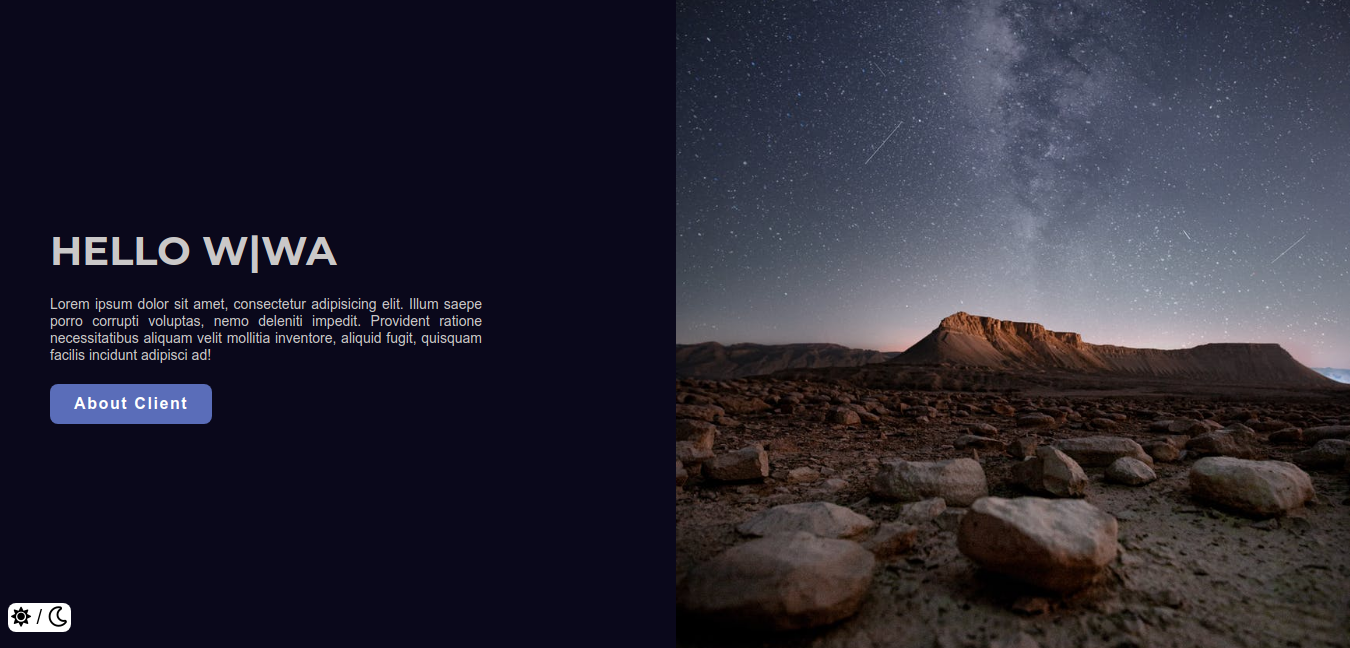 HELLO W|WA
Lorem ipsum dolor sit amet, consectetur adipisicing elit. Illum saepe
porro corrupti voluptas, nemo deleniti impedit. Provident ratione
necessitatibus aliquam velit mollitia inventore, aliquid fugit, quisquam
facilis incidunt adipisci ad!
About Client
/